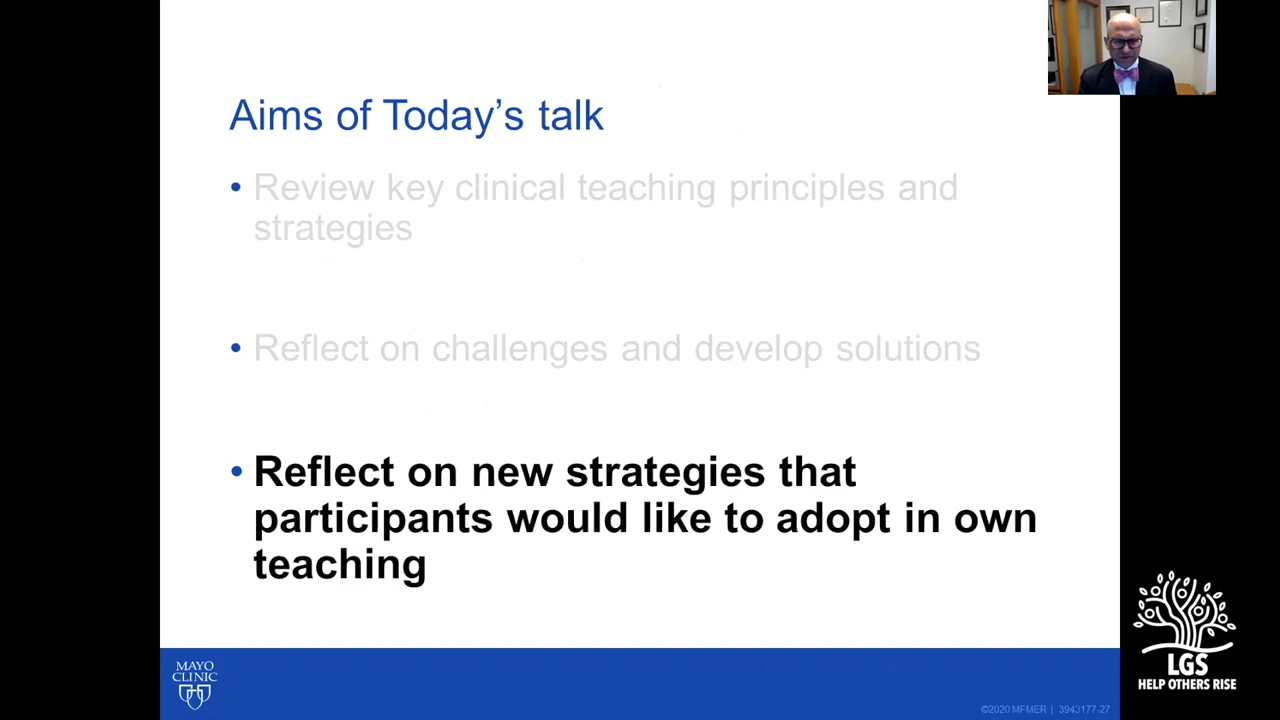 Aims of Today's talk
• Review key clinical teaching principles and
strategies
• Reflect on challenges and develop solutions
• Reflect on new strategies that
participants would like to adopt in own
teaching
MAYO
CLINIC
©2020 MFMER | 3943177-27
LGS
HELP OTHERS RISE